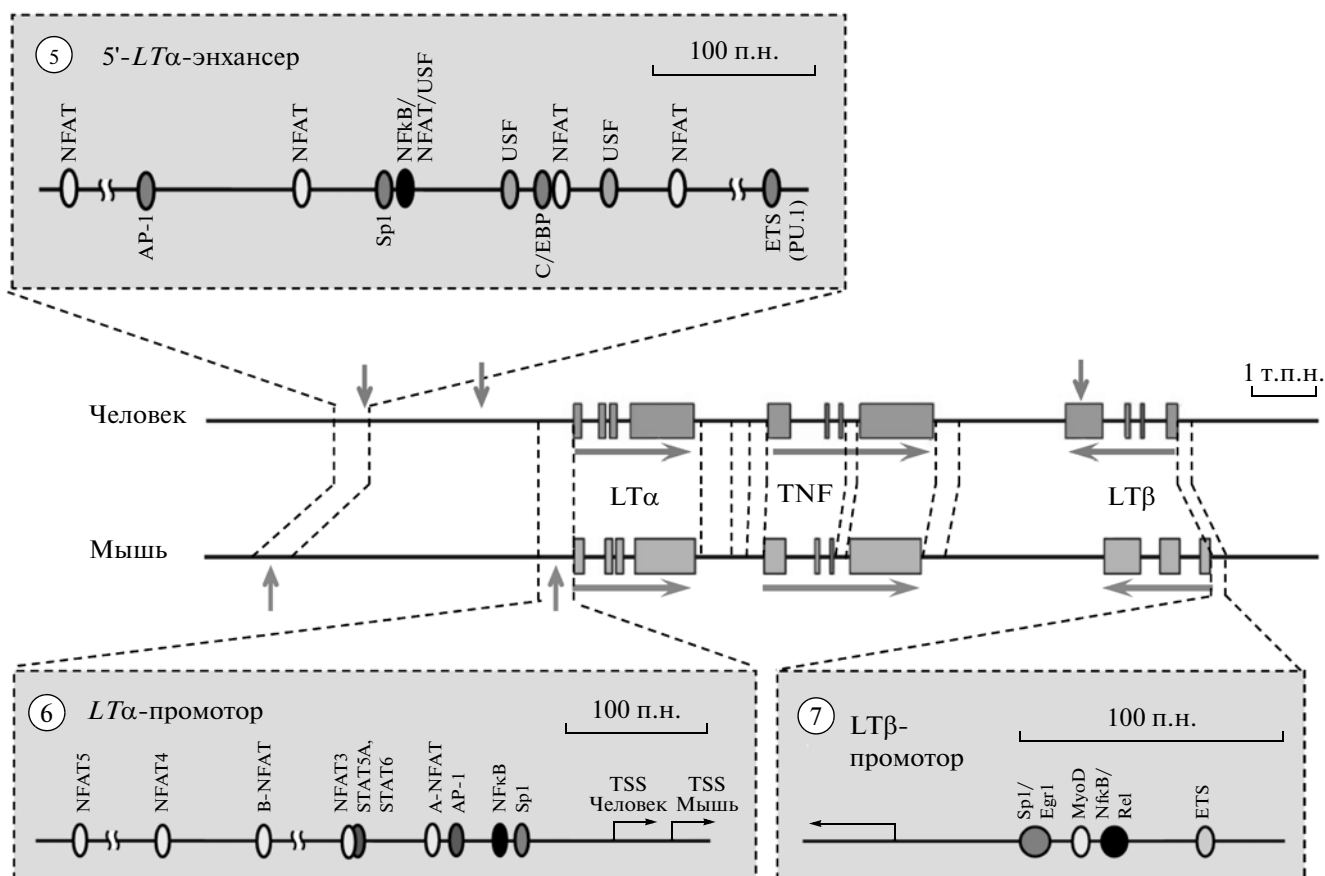 5
5'-LTα-энхансер
100 п.н.
NFAT
NFAT
NFkB/
NFAT/USF
USF
NFAT
USF
NFAT
AP-1
Sp1
C/EBP
ETS
(PU.1)
1 т.п.н.
Человек
LTα
TNF
LTβ
Мышь
6
LTα-промотор
100 п.н.
NFAT5
NFAT4
B-NFAT
NFAT3
STAT5A,
STAT6
A-NFAT
AP-1
NFκB
Sp1
TSS
Человек
TSS
Мышь
7
LTβ-
промотор
100 п.н.
Sp1/
Egr1
MyoD
NfkB/
Rel
ETS